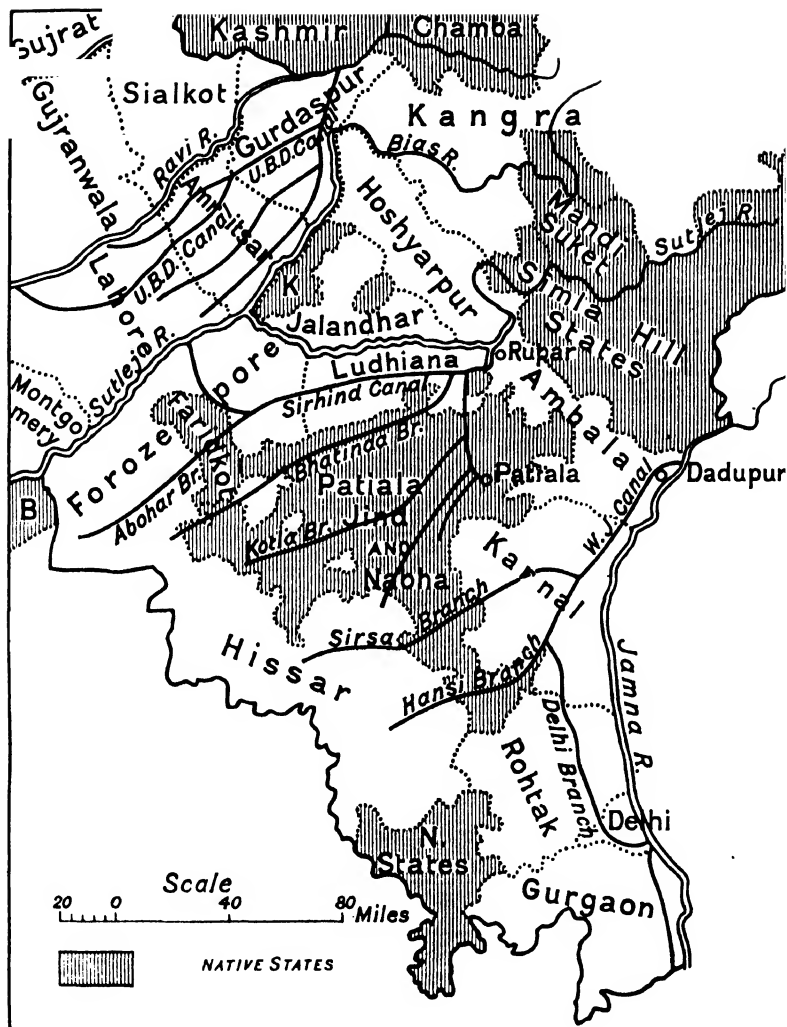 Gujrat
Kashmir
Chamba
Gujranwala
Sialkot
Gurdaspur
Kangra
Ravi R.
U.B.D. Canal
Bias R.
Amritsar
Hoshyarpur
Mandi
Suket
Sutlej R.
U.B.D. Canal
Lahore
K
Simla Hill
States
Jalandhar
Sutlej R.
Ludhiana
Rupar
Montgo
mery
Sirhind Canal
Ambala
Forozepore
Faridkot
Bhatinda Br.
Patiala
Patiala
Dadupur
B
Abohar Br.
Jind
W.J. Canal
Kotla Br.
AND
Nabha
Karnal
Sirsa Branch
Hissar
Hansi Branch
Jamna R.
Delhi Branch
Rohtak
Delhi
N.
States
Gurgaon
Scale
20 0 40 80 Miles
NATIVE STATES